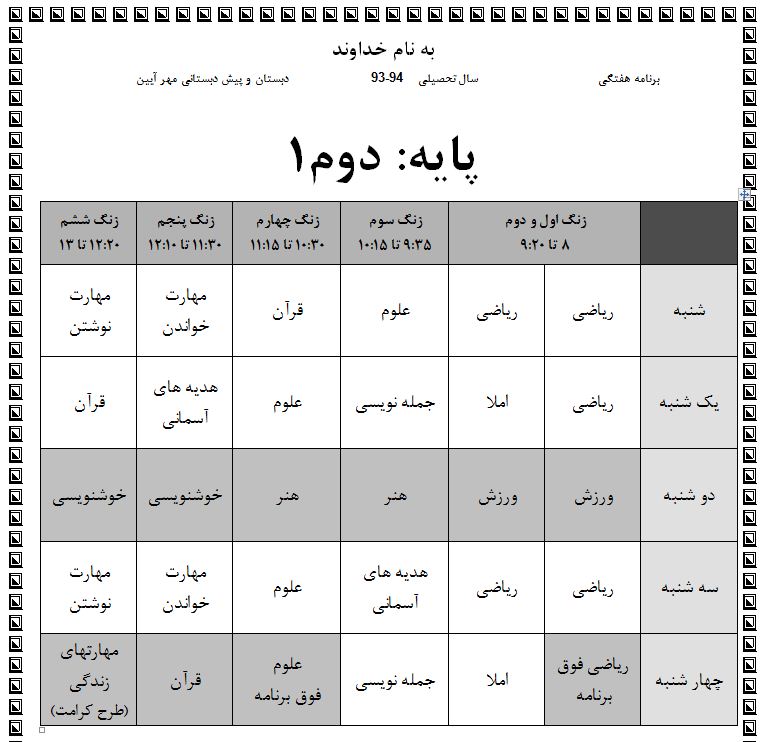 به نام خداوند
برنامه هفتگی سال تحصیلی 93-94 دبستان و پیش دبستانی مهر آیین
پایه: دوم۱
زنگ اول و دوم زنگ سوم زنگ چهارم زنگ پنجم زنگ ششم
۸ تا ۹:۲۰ ۹:۳۵ تا ۱۰:۱۵ ۱۰:۳۰ تا ۱۱:۱۵ ۱۱:۳۰ تا ۱۲:۱۰ ۱۲:۲۰ تا ۱۳
شنبه ریاضی ریاضی علوم قرآن مهارت خواندن مهارت نوشتن
یک شنبه ریاضی املا جمله نویسی علوم هدیه های آسمانی قرآن
دو شنبه ورزش ورزش هنر هنر خوشنویسی خوشنویسی
سه شنبه ریاضی ریاضی هدیه های آسمانی علوم مهارت خواندن مهارت نوشتن
چهار شنبه ریاضی فوق برنامه املا جمله نویسی علوم فوق برنامه قرآن مهارتهای زندگی (طرح کرامت)